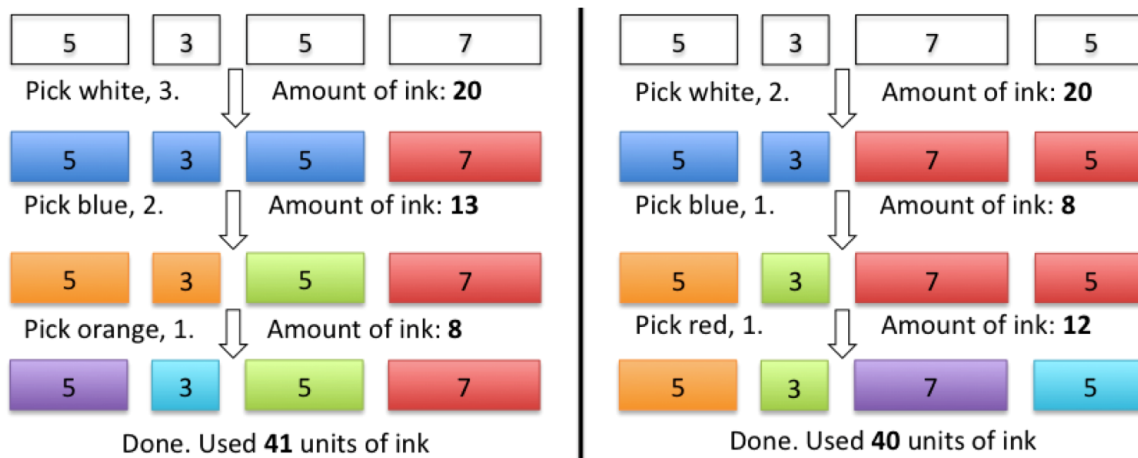 5 3 5 7
Pick white, 3. Amount of ink: 20
5 3 5 7
Pick blue, 2. Amount of ink: 13
5 3 5 7
Pick orange, 1. Amount of ink: 8
5 3 5 7
Done. Used 41 units of ink
5 3 7 5
Pick white, 2. Amount of ink: 20
5 3 7 5
Pick blue, 1. Amount of ink: 8
5 3 7 5
Pick red, 1. Amount of ink: 12
5 3 7 5
Done. Used 40 units of ink